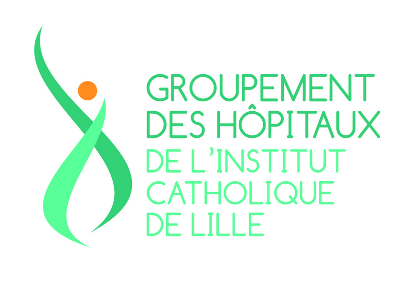 GROUPEMENT
DES HÔPITAUX
DE L'INSTITUT
CATHOLIQUE
DE LILLE